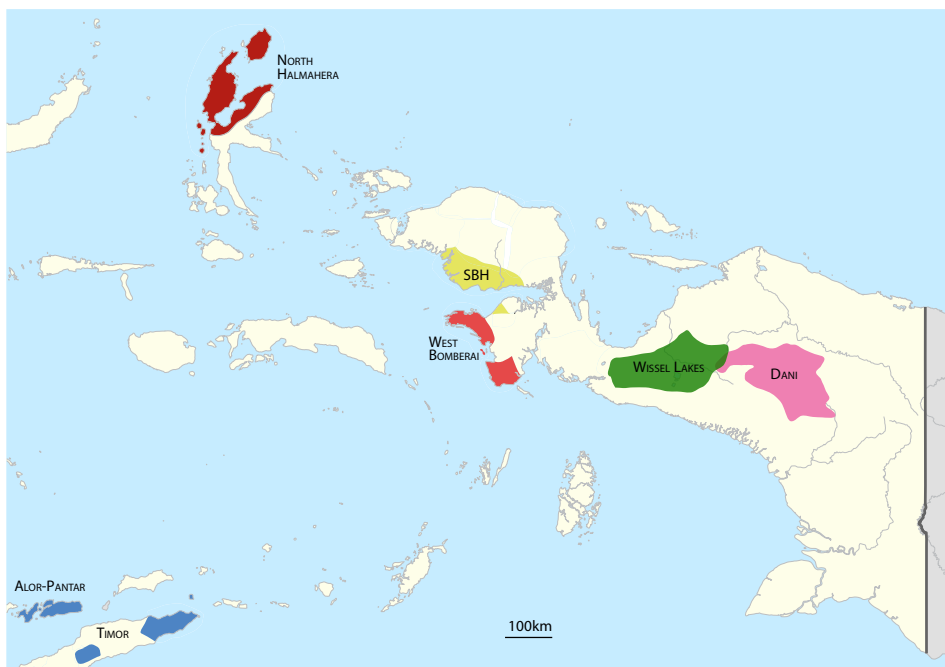 North
Halmahera
SBH
West
Bomberai
Wissel Lakes
Dani
Alor-Pantar
Timor
100km